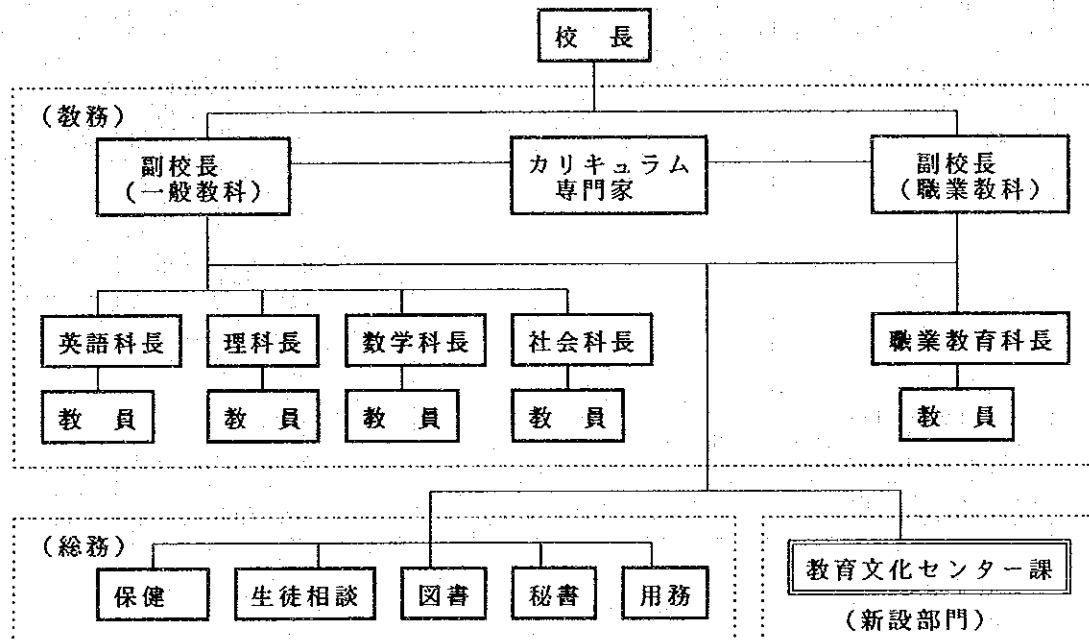 校 長
(教務)
副校長
(一般教科)
カリキュラム
専門家
副校長
(職業教科)
英語科長
理科長
数学科長
社会科長
職業教育科長
教 員
教 員
教 員
教 員
教 員
(総務)
保健
生徒相談
図書
秘書
用務
教育文化センター課
(新設部門)